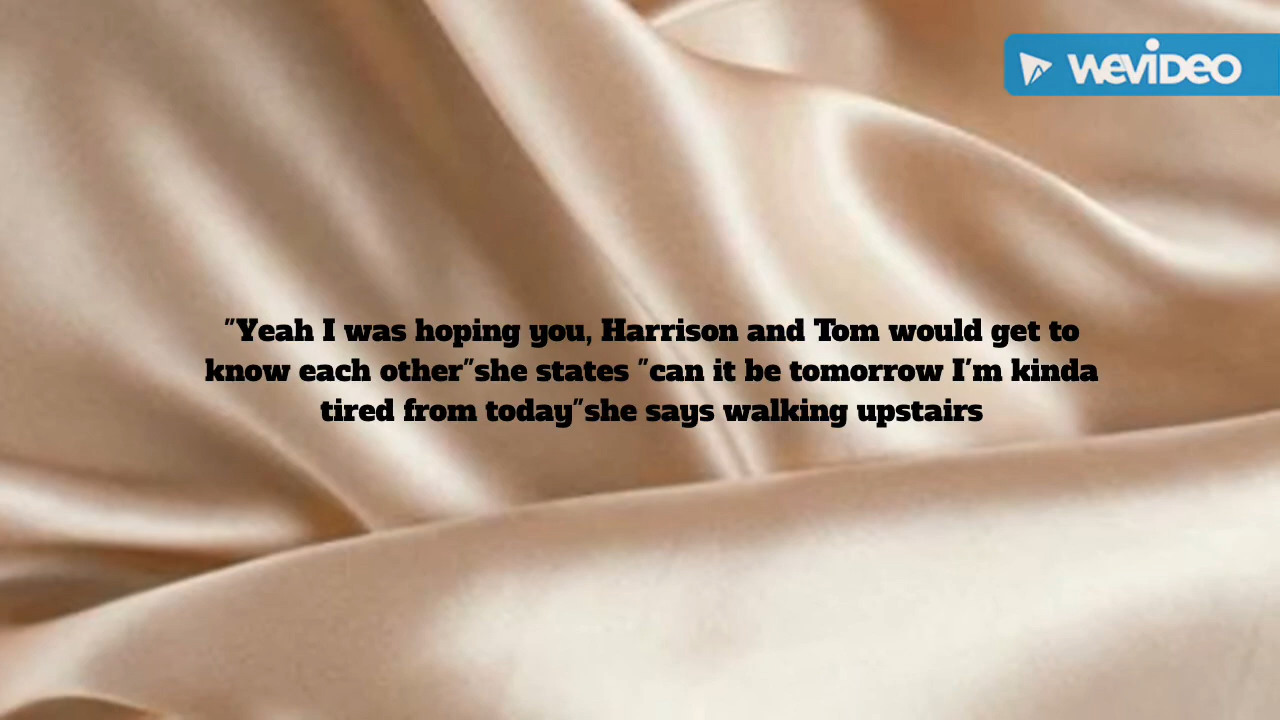 WEVIDEO
"Yeah I was hoping you, Harrison and Tom would get to
know each other"she states "can it be tomorrow I'm kinda
tired from today"she says walking upstairs